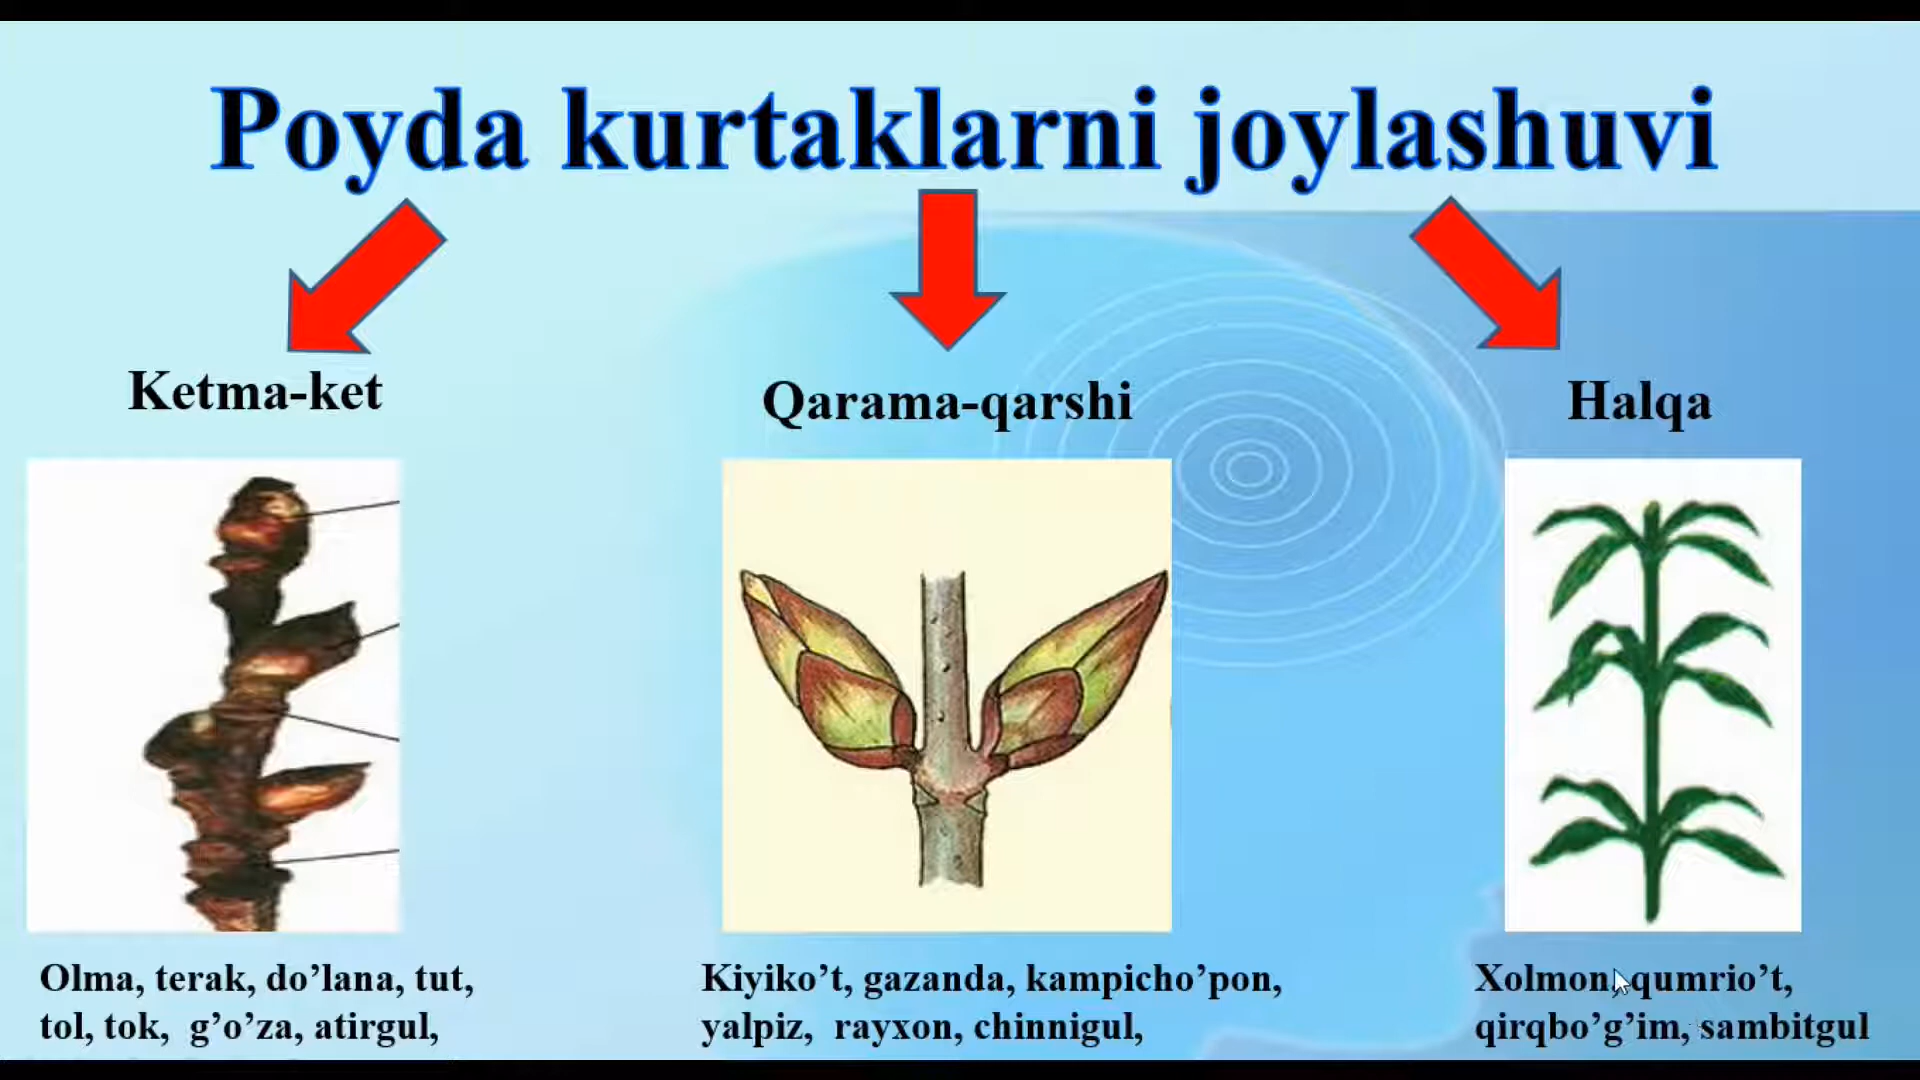 Poyda kurtaklarni joylashuvi
Ketma-ket
Qarama-qarshi
Halqa
Olma, terak, do’lana, tut,
tol, tok, g’o’za, atirgul,
Kiyiko’t, gazanda, kampicho’pon,
yalpiz, rayxon, chinnigul,
Xolmon, qumrio’t,
qirqbo’g’im, sambitgul